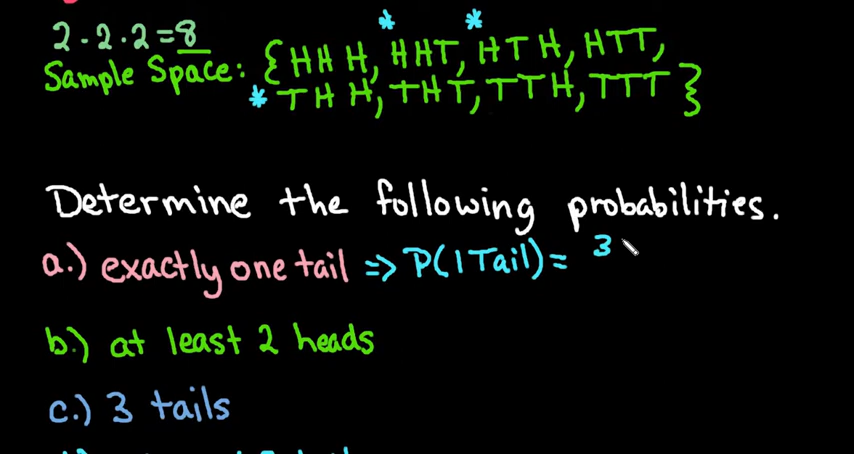 2·2·2=8
Sample Space: {HHH, HHT, HTH, HTT,
THH, THT, TTH, TTT}
Determine the following probabilities.
a.) exactly one tail => P(1 Tail) = 3
b.) at least 2 heads
c.) 3 tails